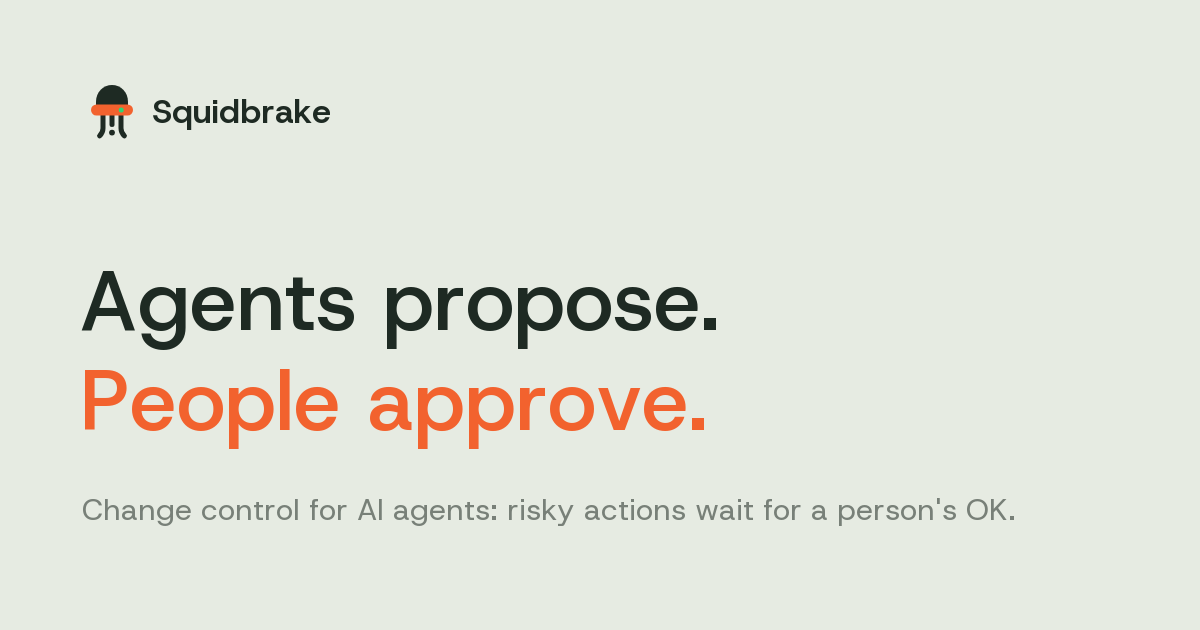 Squidbrake
Agents propose.
People approve.
Change control for AI agents: risky actions wait for a person's OK.